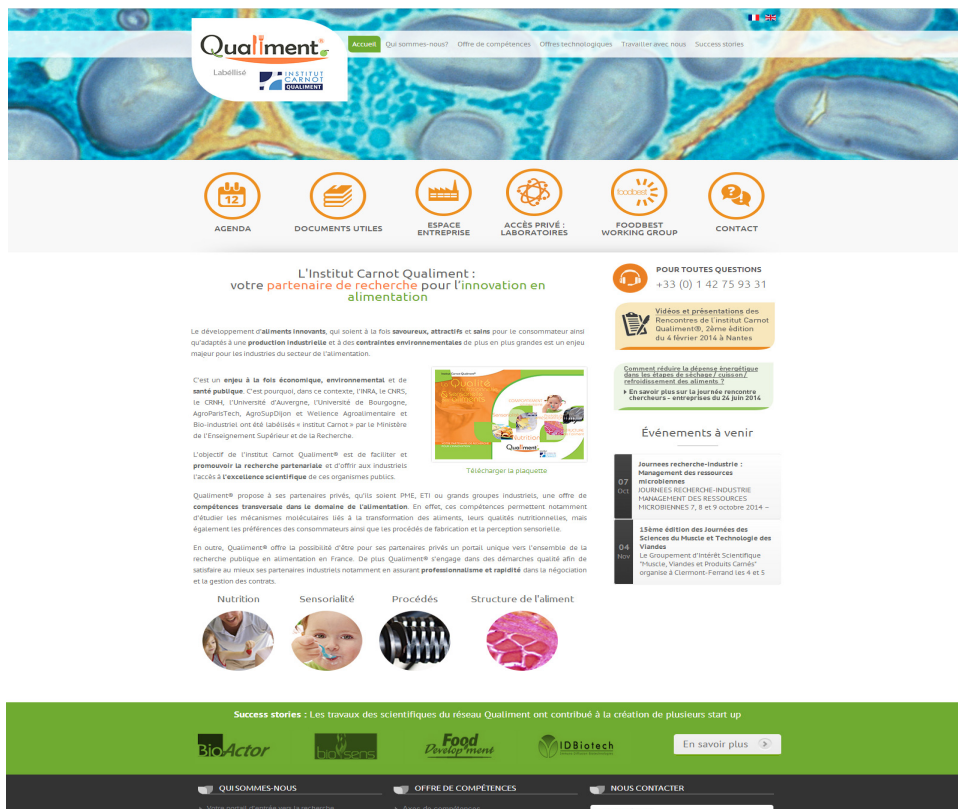 Qualiment®
Labéllisé
INSTITUT
CARNOT
QUALIMENT
Accueil
Qui sommes-nous?
Offre de compétences
Offres technologiques
Travailler avec nous
Success stories
12
AGENDA
DOCUMENTS UTILES
ESPACE
ENTREPRISE
ACCÈS PRIVÉ :
LABORATOIRES
foodbest
FOODBEST
WORKING GROUP
CONTACT
L'Institut Carnot Qualiment :
votre partenaire de recherche pour l'innovation en
alimentation
Le développement d'aliments innovants, qui soient à la fois savoureux, attractifs et sains pour le consommateur ainsi
qu'adaptés à une production industrielle et à des contraintes environnementales de plus en plus grandes est un enjeu
majeur pour les industries du secteur de l'alimentation.
C'est un enjeu à la fois économique, environnemental et de
santé publique. C'est pourquoi, dans ce contexte, l'INRA, le CNRS,
le CRNH, l'Université d'Auvergne, l'Université de Bourgogne,
AgroParisTech, AgroSupDijon et Welience Agroalimentaire et
Bio-industriel ont été labélisés « institut Carnot » par le Ministère
de l'Enseignement Supérieur et de la Recherche.
L'objectif de l'institut Carnot Qualiment® est de faciliter et
promouvoir la recherche partenariale et d'offrir aux industriels
l'accès à l'excellence scientifique de ces organismes publics.
La Qualité
Nutrition
Qualiment
Télécharger la plaquette
Qualiment® propose à ses partenaires privés, qu'ils soient PME, ETI ou grands groupes industriels, une offre de
compétences transversale dans le domaine de l'alimentation. En effet, ces compétences permettent notamment
d'étudier les mécanismes moléculaires liés à la transformation des aliments, leurs qualités nutritionnelles, mais
également les préférences des consommateurs ainsi que les procédés de fabrication et la perception sensorielle.
En outre, Qualiment® offre la possibilité d'être pour ses partenaires privés un portail unique vers l'ensemble de la
recherche publique en alimentation en France. De plus Qualiment® s'engage dans des démarches qualité afin de
satisfaire au mieux ses partenaires industriels notamment en assurant professionnalisme et rapidité dans la négociation
et la gestion des contrats.
Nutrition
Sensorialité
Procédés
Structure de l'aliment
POUR TOUTES QUESTIONS
+33 (0) 1 42 75 93 31
Vidéos et présentations des
Rencontres de l'institut Carnot
Qualiment®, 2ème édition
du 4 février 2014 à Nantes
Comment réduire la dépense énergétique
dans les étapes de séchage / cuisson /
refroidissement des aliments ?
En savoir plus sur la journée rencontre
chercheurs - entreprises du 26 juin 2014
Événements à venir
07
Oct
Journees recherche-industrie :
Management des ressources
microbiennes
JOURNEES RECHERCHE-INDUSTRIE
MANAGEMENT DES RESSOURCES
MICROBIENNES 7, 8 et 9 octobre 2014 –
04
Nov
15ème édition des Journées des
Sciences du Muscle et Technologie des
Viandes
Le Groupement d'Intérêt Scientifique
"Muscle, Viandes et Produits Carnés"
organise à Clermont-Ferrand les 4 et 5
Success stories : Les travaux des scientifiques du réseau Qualiment ont contribué à la création de plusieurs start up
BioActor
bio sens
Food
Development
IDBiotech
En savoir plus
QUI SOMMES-NOUS
OFFRE DE COMPÉTENCES
NOUS CONTACTER
Votre portail d'entrée vers la recherche
Axes de compétences